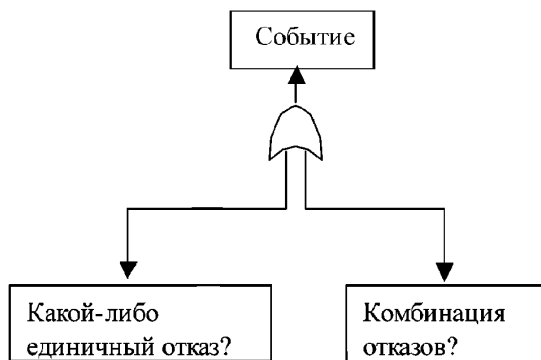 Событие
Какой-либо
единичный отказ?
Комбинация
отказов?